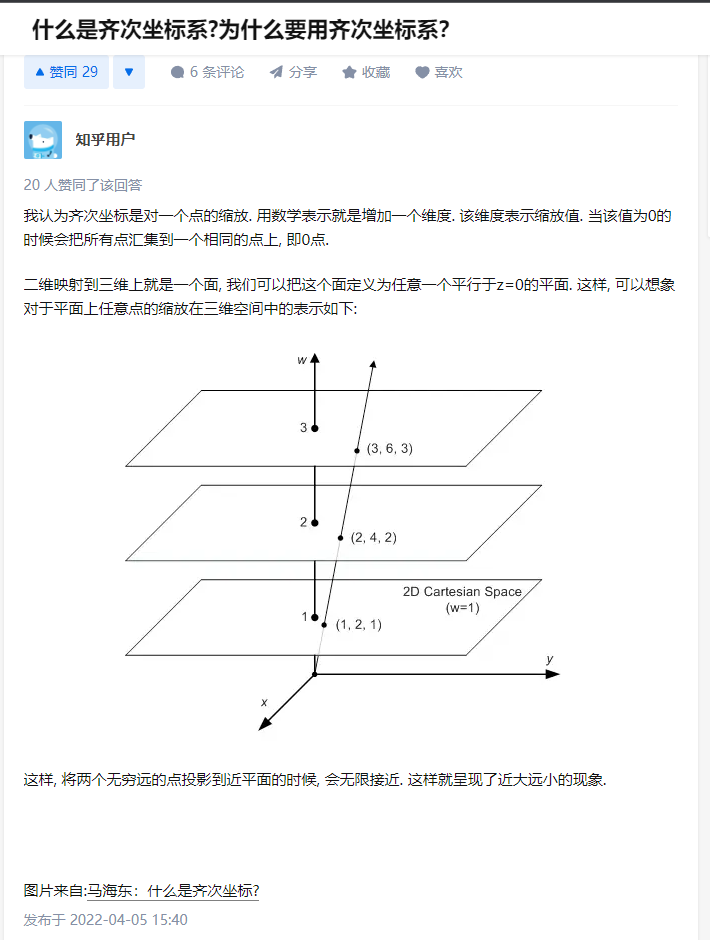 什么是齐次坐标系?为什么要用齐次坐标系?
赞同 29
6 条评论
分享
收藏
喜欢
知乎用户
20 人赞同了该回答
我认为齐次坐标是对一个点的缩放. 用数学表示就是增加一个维度. 该维度表示缩放值. 当该值为0的
时候会把所有点汇集到一个相同的点上, 即0点.
二维映射到三维上就是一个面, 我们可以把这个面定义为任意一个平行于z=0的平面. 这样, 可以想象
对于平面上任意点的缩放在三维空间中的表示如下:
w
3
(3, 6, 3)
2
(2, 4, 2)
2D Cartesian Space
(w=1)
1
(1, 2, 1)
y
x
这样, 将两个无穷远的点投影到近平面的时候, 会无限接近. 这样就呈现了近大远小的现象.
图片来自:马海东：什么是齐次坐标?
发布于 2022-04-05 15:40